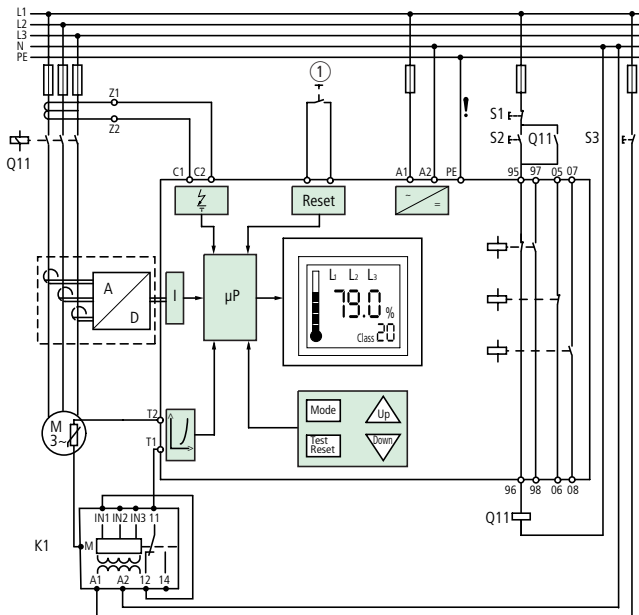 L1
L2
L3
N
PE
Z1
Z2
1
!
S1
S2
Q11
S3
Q11
C1 C2
A1 A2 PE
95 97 05 07
Reset
~
=
A
D
I
µP
L1 L2 L3
79.0 %
Class 20
M
3~
T2
T1
Mode
Up
Test
Reset
Down
96 98 06 08
Q11
K1
IN1 IN2 IN3 11
M
A1 A2 12 14